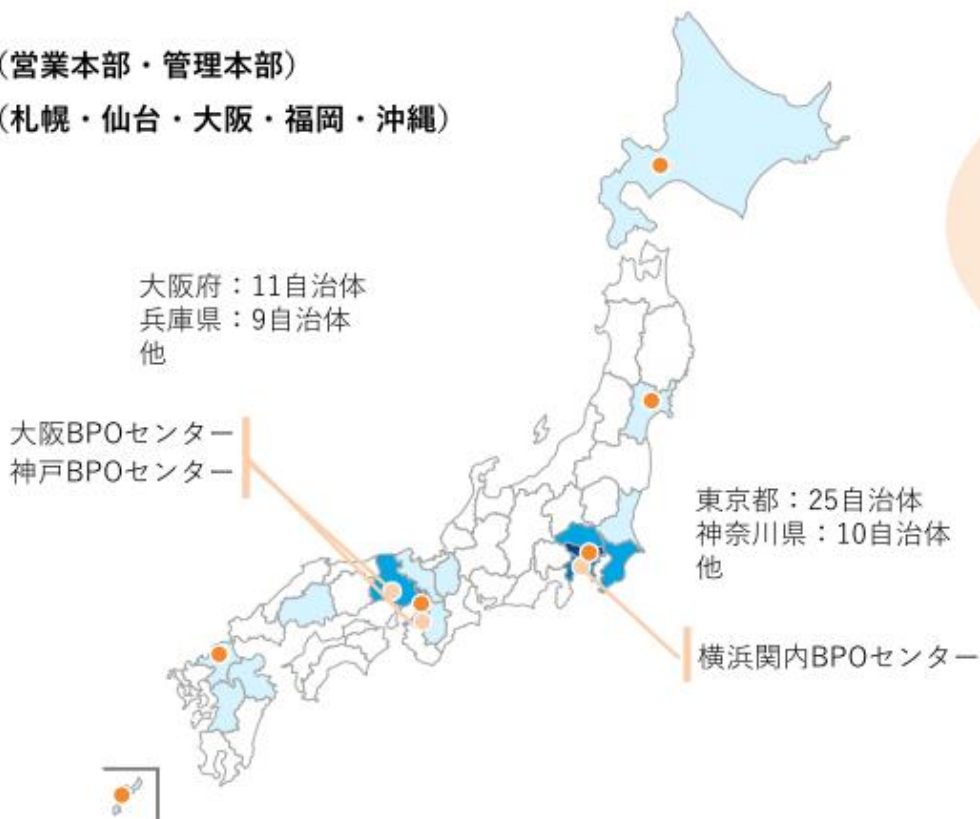 （営業本部・管理本部）
（札幌・仙台・大阪・福岡・沖縄）
大阪府：11自治体
兵庫県：9自治体
他
大阪BPOセンター
神戸BPOセンター
東京都：25自治体
神奈川県：10自治体
他
横浜関内BPOセンター